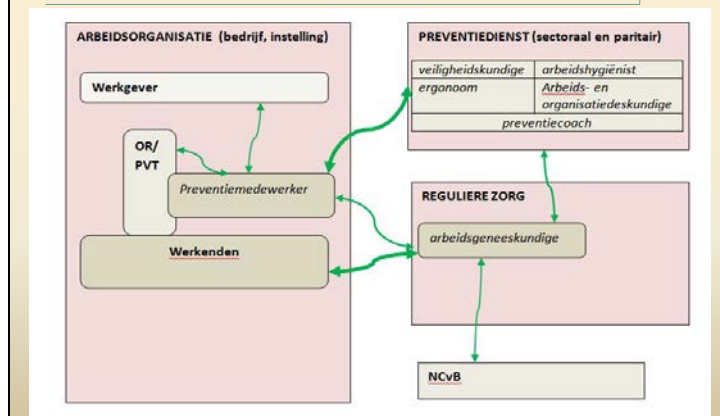 ARBEIDSORGANISATIE (bedrijf, instelling)
Werkgever
OR/
PVT
Preventiemedewerker
Werkenden
PREVENTIEDIENST (sectoraal en paritair)
veiligheidskundige arbeidshygiënist
ergonoom Arbeids- en
organisatiedeskundige
preventiecoach
REGULIERE ZORG
arbeidsgeneeskundige
NCvB